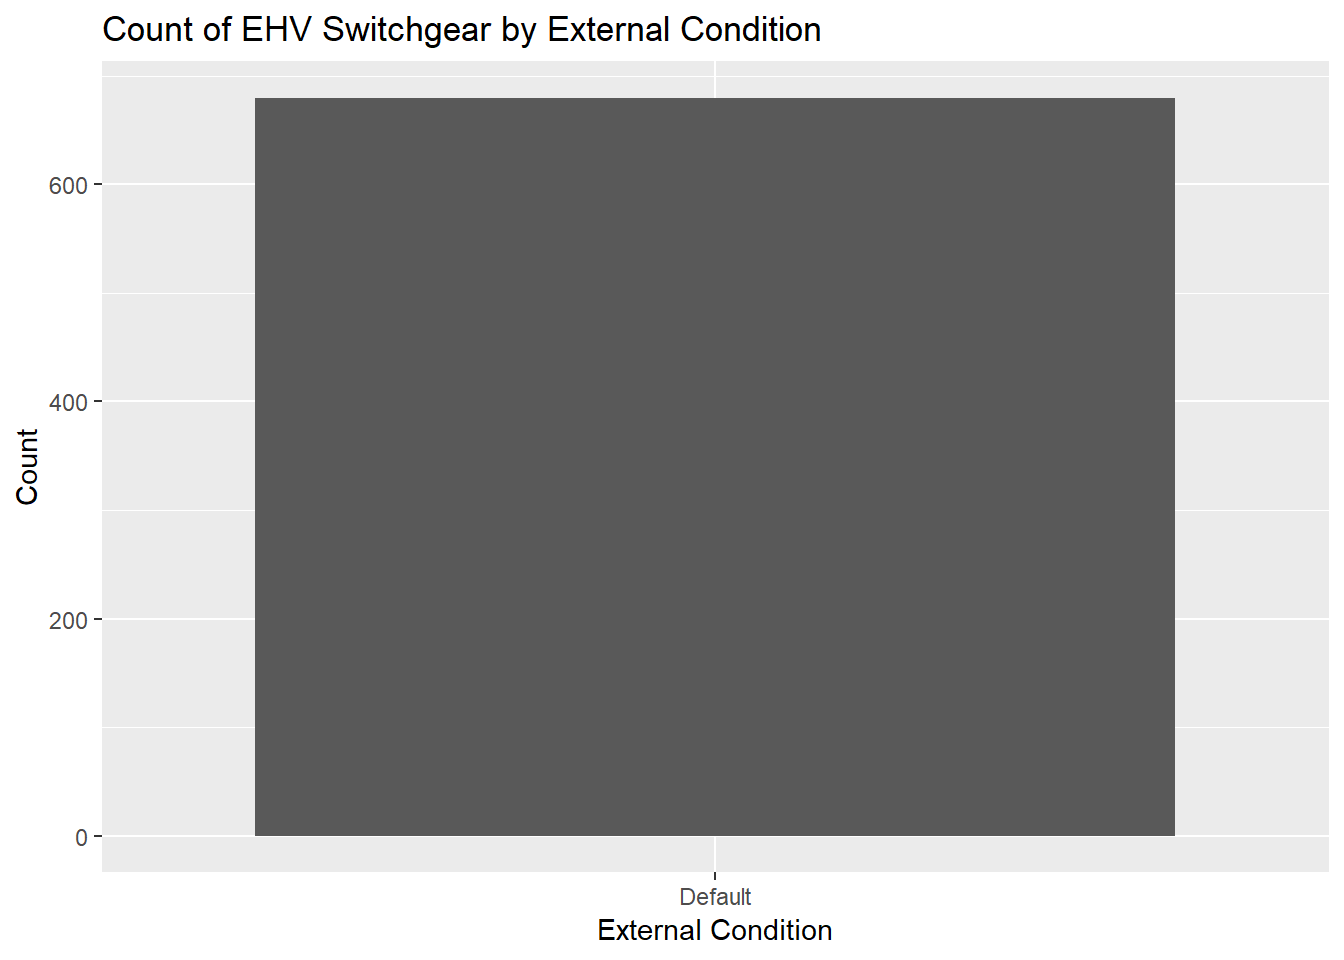 Count of EHV Switchgear by External Condition
600
400
200
0
Count
Default
External Condition